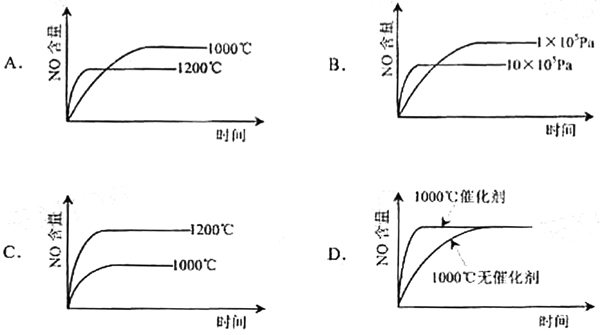 A.
NO含量
1000℃
1200℃
时间
B.
NO含量
1×10⁵Pa
10×10⁵Pa
时间
C.
NO含量
1200℃
1000℃
时间
D.
NO含量
1000℃催化剂
1000℃无催化剂
时间